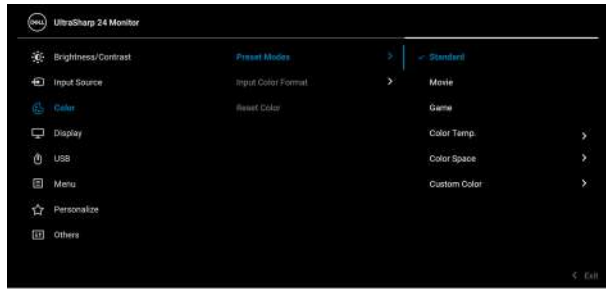 DELL UltraSharp 24 Monitor
Brightness/Contrast Preset Modes > ✓ Standard
Input Source Input Color Format > Movie
Color Reset Color Game
Display Color Temp. >
USB Color Space >
Menu Custom Color >
Personalize
Others
< Exit